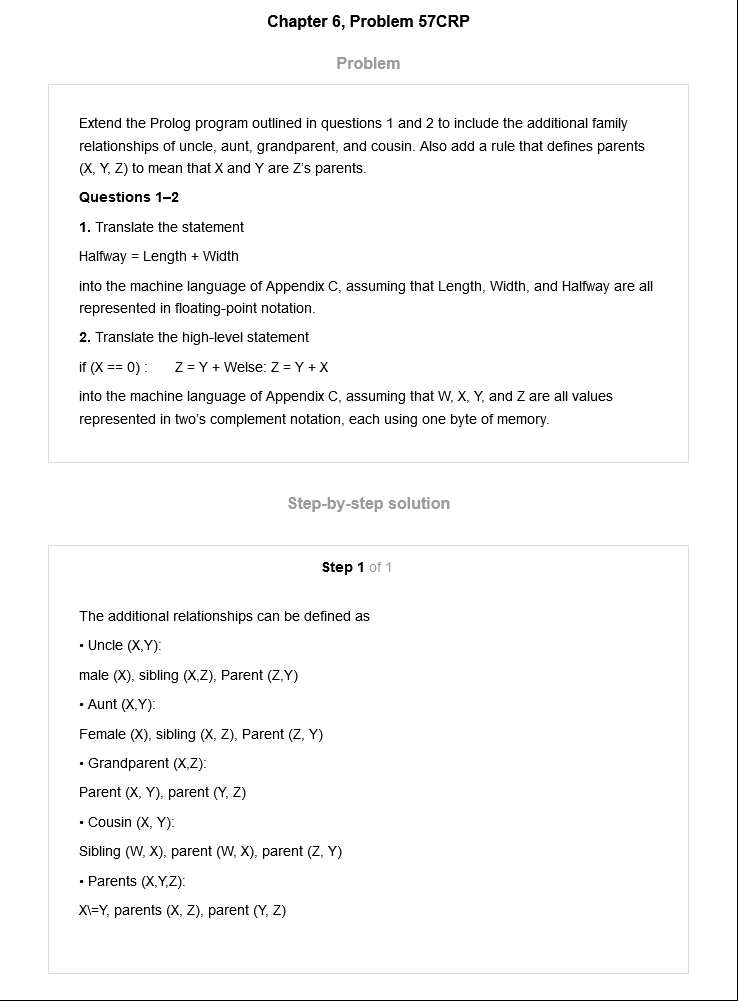 Chapter 6, Problem 57CRP
Problem
Extend the Prolog program outlined in questions 1 and 2 to include the additional family
relationships of uncle, aunt, grandparent, and cousin. Also add a rule that defines parents
(X, Y, Z) to mean that X and Y are Z's parents.
Questions 1–2
1. Translate the statement
Halfway = Length + Width
into the machine language of Appendix C, assuming that Length, Width, and Halfway are all
represented in floating-point notation.
2. Translate the high-level statement
if (X == 0) : Z = Y + Welse: Z = Y + X
into the machine language of Appendix C, assuming that W, X, Y, and Z are all values
represented in two's complement notation, each using one byte of memory.
Step-by-step solution
Step 1 of 1
The additional relationships can be defined as
• Uncle (X,Y):
male (X), sibling (X,Z), Parent (Z,Y)
• Aunt (X,Y):
Female (X), sibling (X, Z), Parent (Z, Y)
• Grandparent (X,Z):
Parent (X, Y), parent (Y, Z)
• Cousin (X, Y):
Sibling (W, X), parent (W, X), parent (Z, Y)
• Parents (X,Y,Z):
X\=Y, parents (X, Z), parent (Y, Z)